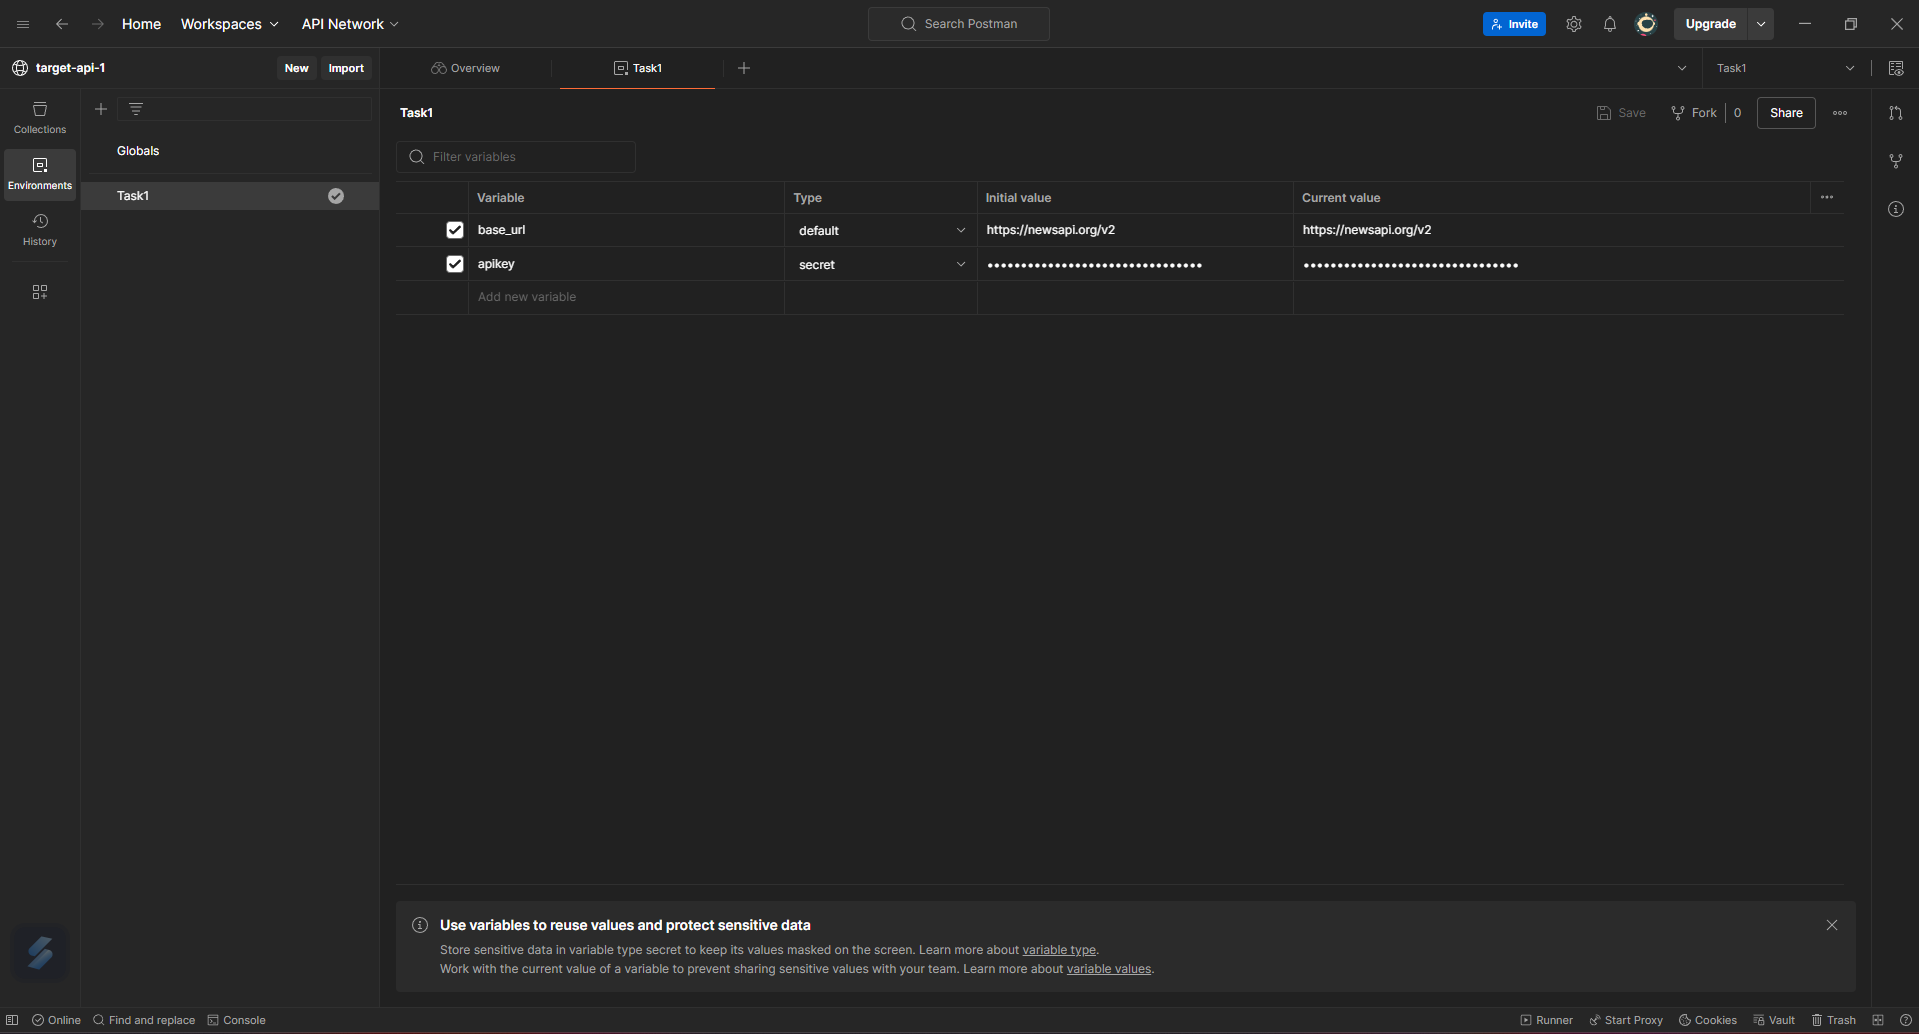 Home
Workspaces
API Network
Search Postman
Invite
Upgrade
target-api-1
New
Import
Overview
Task1
Task1
Collections
Environments
History
Globals
Task1
Task1
Save
Fork
0
Share
Filter variables
Variable Type Initial value Current value
base_url default https://newsapi.org/v2 https://newsapi.org/v2
apikey secret •••••••••••••••••••••••••••••••• ••••••••••••••••••••••••••••••••
Add new variable
Use variables to reuse values and protect sensitive data
Store sensitive data in variable type secret to keep its values masked on the screen. Learn more about variable type.
Work with the current value of a variable to prevent sharing sensitive values with your team. Learn more about variable values.
Online
Find and replace
Console
Runner
Start Proxy
Cookies
Vault
Trash